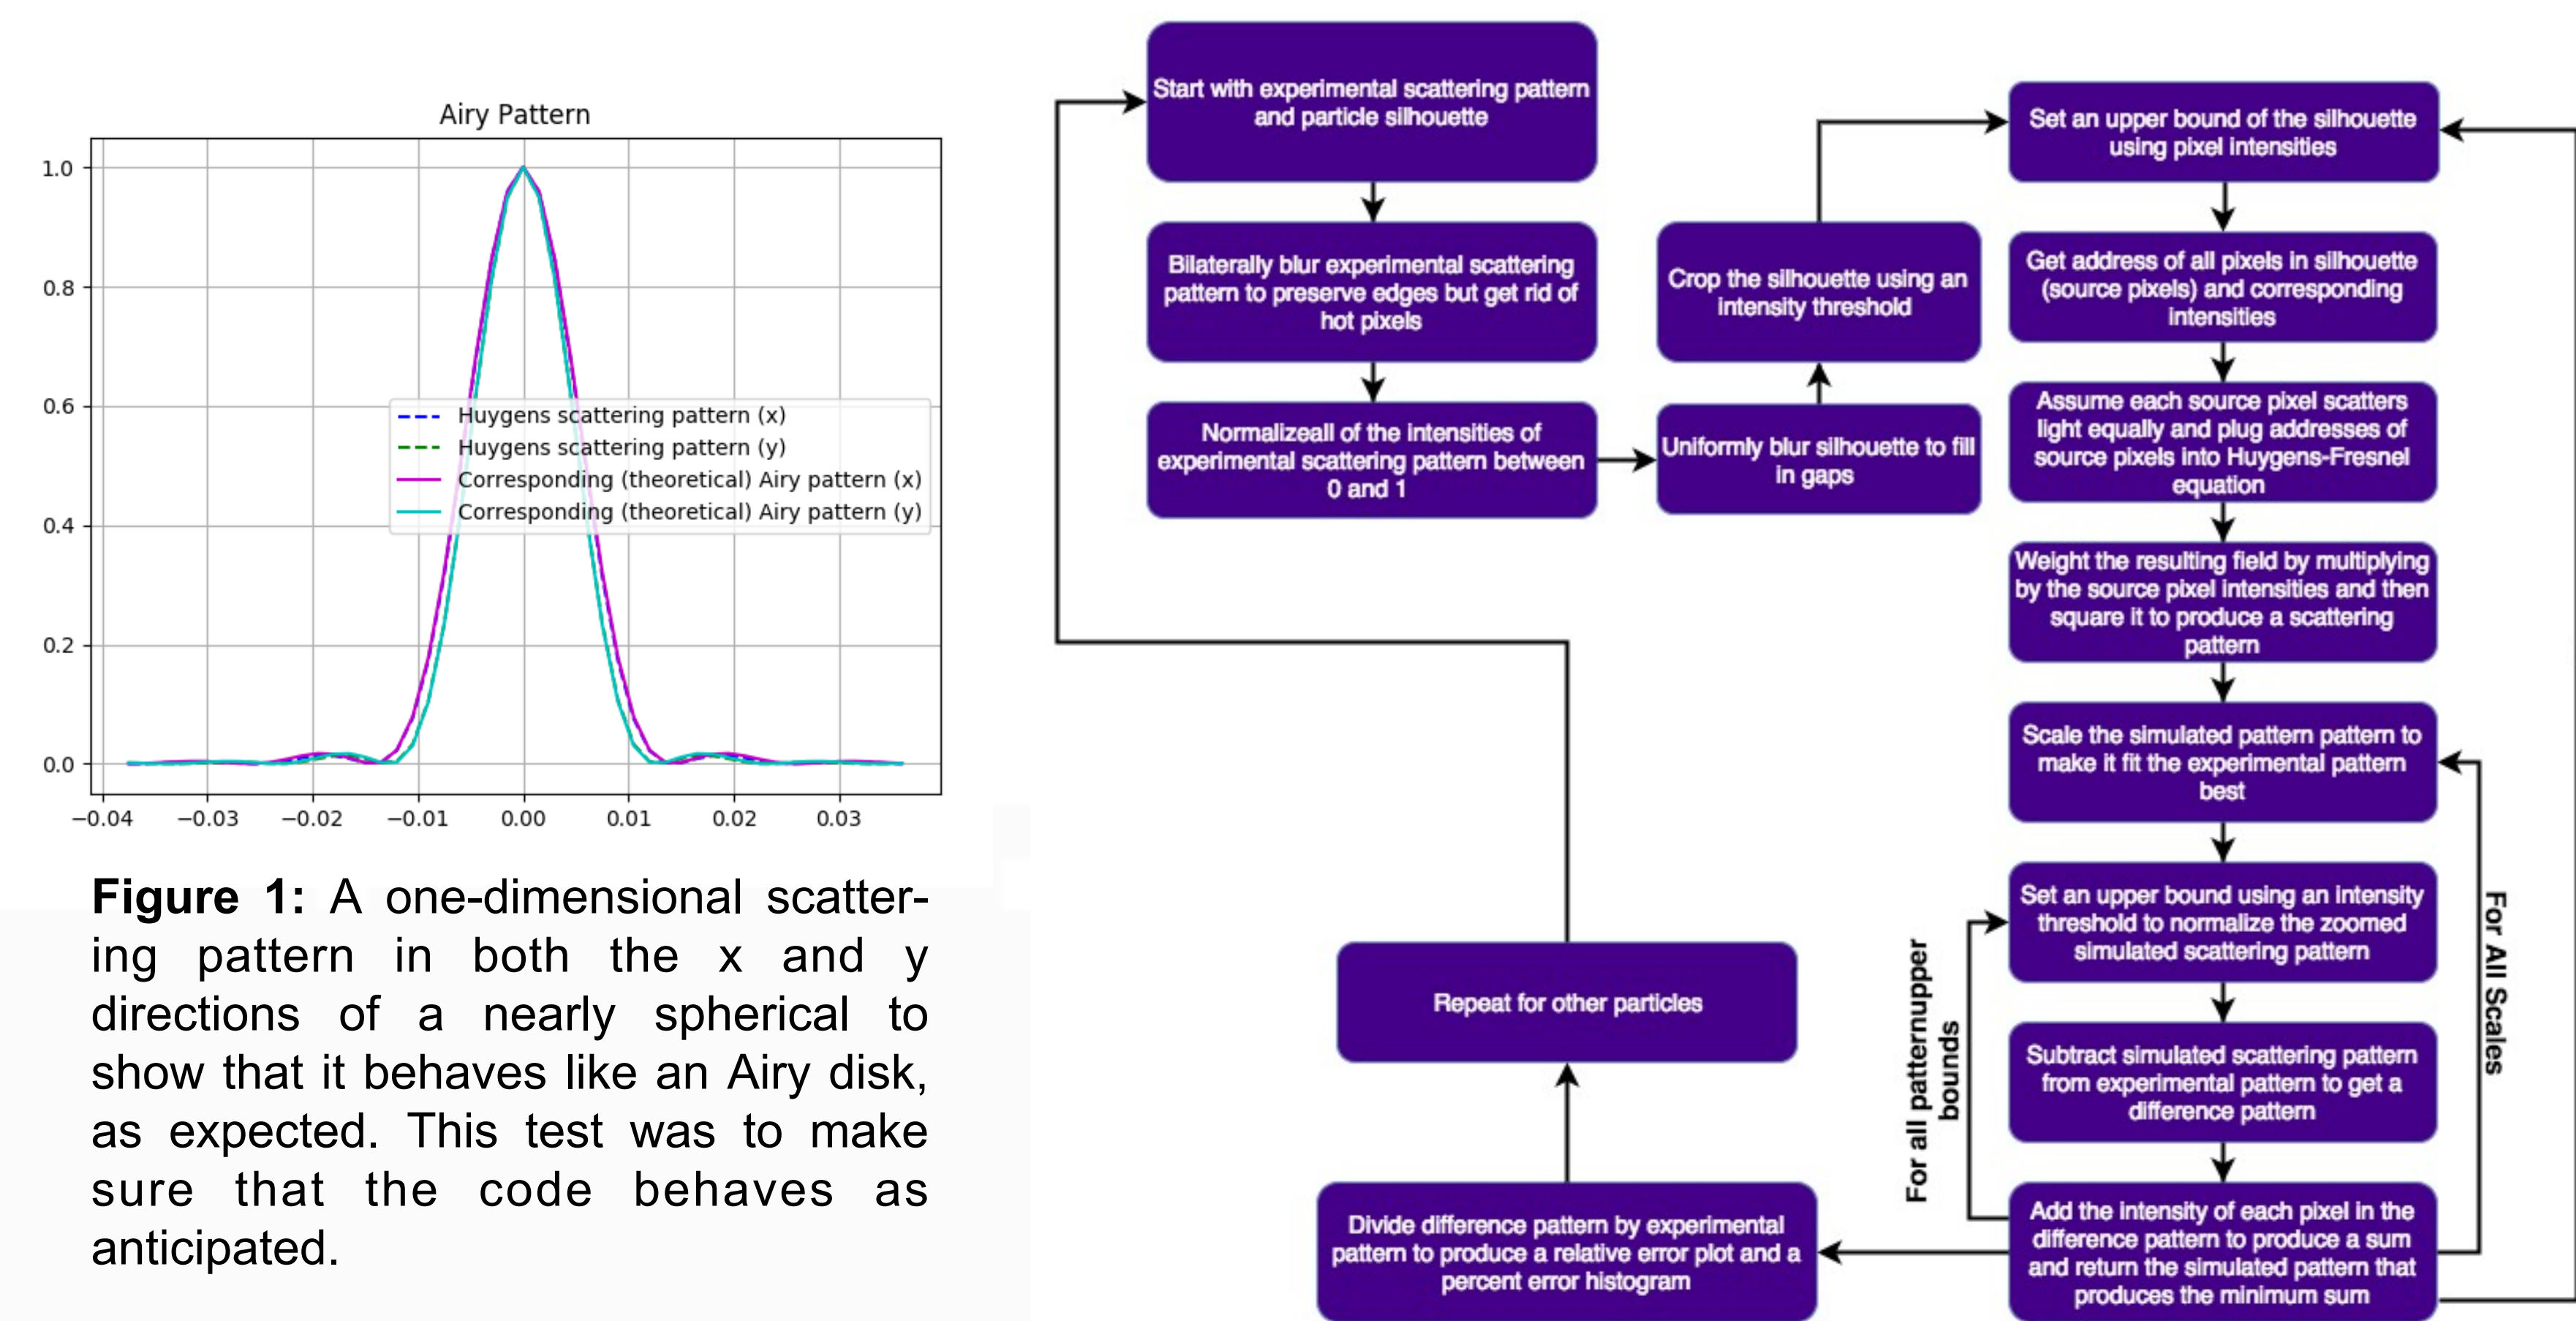 Airy Pattern
1.0
0.8
0.6
0.4
0.2
0.0
−0.04
−0.03
−0.02
−0.01
0.00
0.01
0.02
0.03
Huygens scattering pattern (x)
Huygens scattering pattern (y)
Corresponding (theoretical) Airy pattern (x)
Corresponding (theoretical) Airy pattern (y)
Figure 1: A one-dimensional scatter-
ing pattern in both the x and y
directions of a nearly spherical to
show that it behaves like an Airy disk,
as expected. This test was to make
sure that the code behaves as
anticipated.
Start with experimental scattering pattern
and particle silhouette
Bilaterally blur experimental scattering
pattern to preserve edges but get rid of
hot pixels
Normalizeall of the intensities of
experimental scattering pattern between
0 and 1
Uniformly blur silhouette to fill
in gaps
Crop the silhouette using an
intensity threshold
Set an upper bound of the silhouette
using pixel intensities
Get address of all pixels in silhouette
(source pixels) and corresponding
intensities
Assume each source pixel scatters
light equally and plug addresses of
source pixels into Huygens-Fresnel
equation
Weight the resulting field by multiplying
by the source pixel intensities and then
square it to produce a scattering
pattern
Scale the simulated pattern pattern to
make it fit the experimental pattern
best
Set an upper bound using an intensity
threshold to normalize the zoomed
simulated scattering pattern
Subtract simulated scattering pattern
from experimental pattern to get a
difference pattern
Add the intensity of each pixel in the
difference pattern to produce a sum
and return the simulated pattern that
produces the minimum sum
For all patternupper
bounds
For All Scales
Divide difference pattern by experimental
pattern to produce a relative error plot and a
percent error histogram
Repeat for other particles